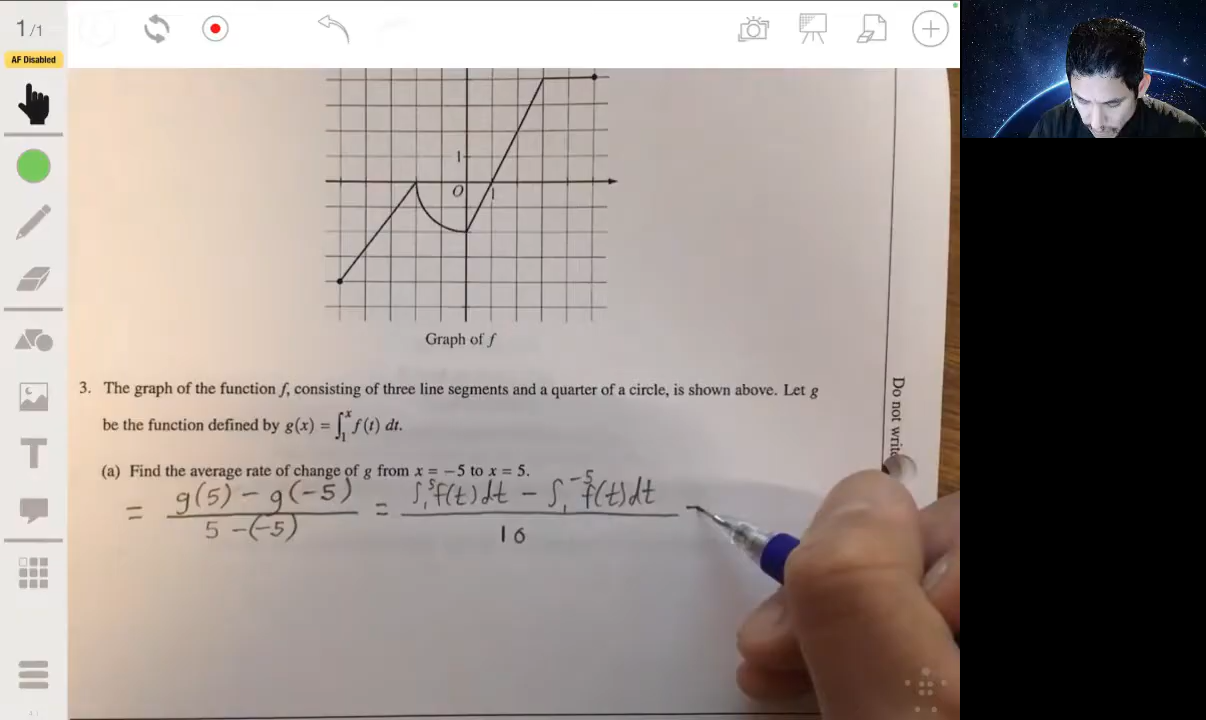 1/1
AF Disabled
1
O
1
Graph of f
3. The graph of the function f, consisting of three line segments and a quarter of a circle, is shown above. Let g
be the function defined by g(x) = ∫₁ˣ f(t) dt.
Do not write
(a) Find the average rate of change of g from x = −5 to x = 5.
= g(5) − g(−5) / 5 − (−5) = ∫₁⁵ f(t)dt − ∫₁⁻⁵ f(t)dt / 10
T